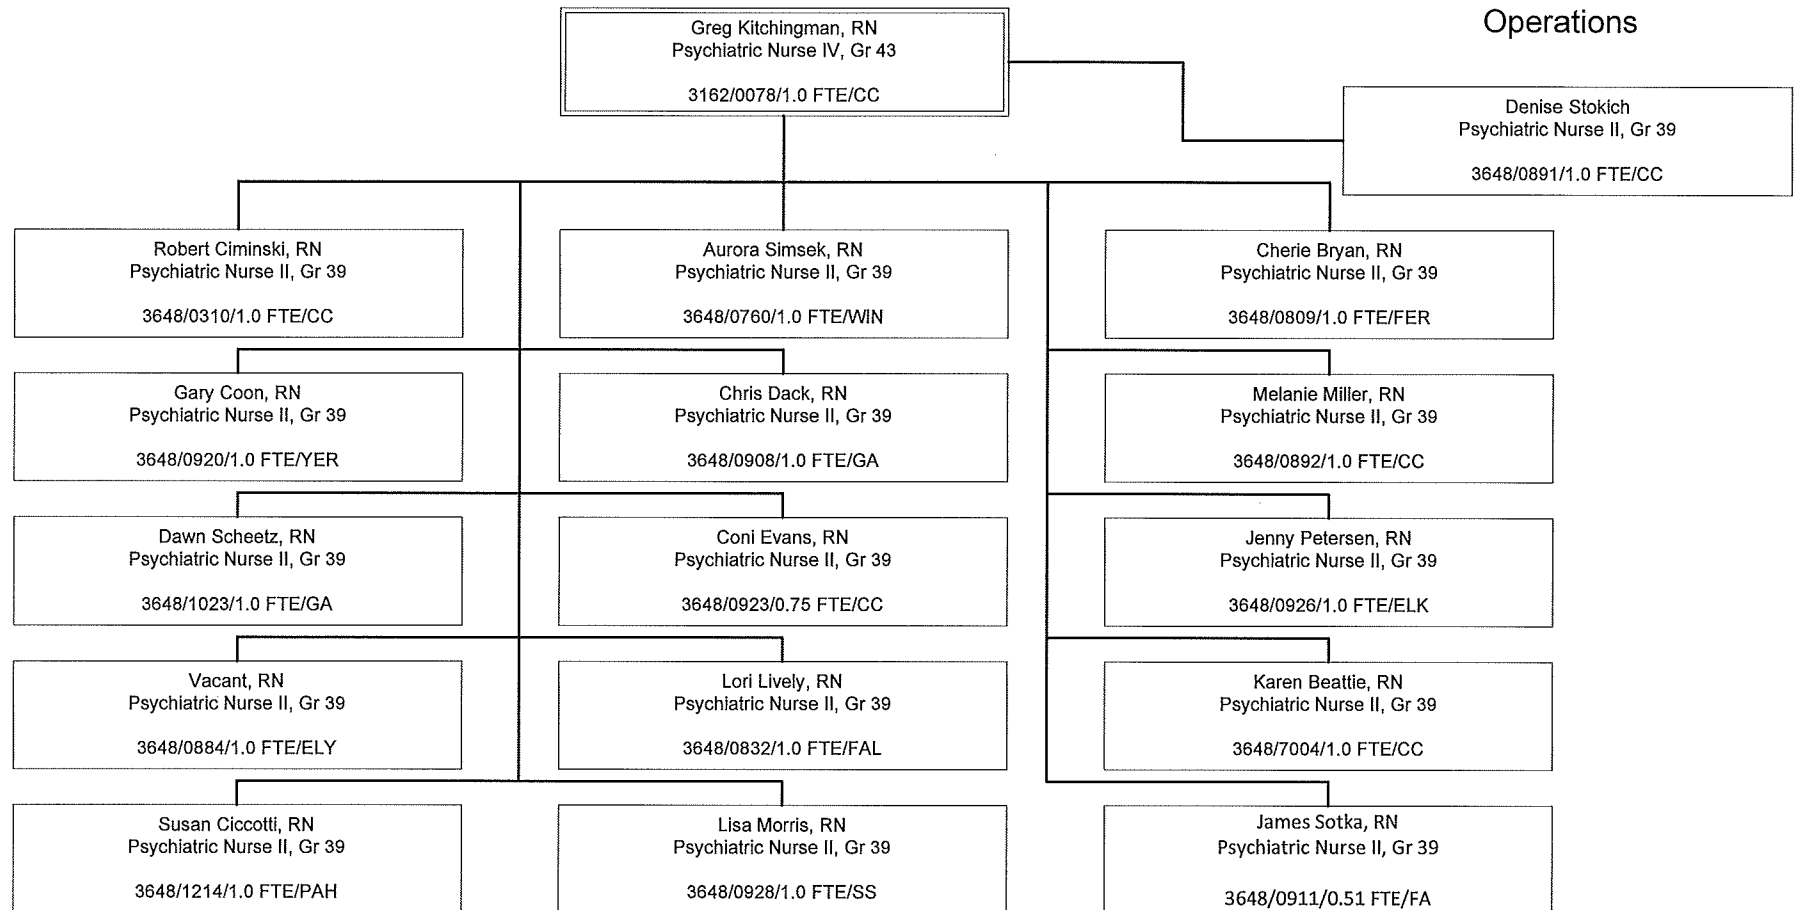 Operations
Greg Kitchingman, RN
Psychiatric Nurse IV, Gr 43
3162/0078/1.0 FTE/CC
Denise Stokich
Psychiatric Nurse II, Gr 39
3648/0891/1.0 FTE/CC
Robert Ciminski, RN
Psychiatric Nurse II, Gr 39
3648/0310/1.0 FTE/CC
Aurora Simsek, RN
Psychiatric Nurse II, Gr 39
3648/0760/1.0 FTE/WIN
Cherie Bryan, RN
Psychiatric Nurse II, Gr 39
3648/0809/1.0 FTE/FER
Gary Coon, RN
Psychiatric Nurse II, Gr 39
3648/0920/1.0 FTE/YER
Chris Dack, RN
Psychiatric Nurse II, Gr 39
3648/0908/1.0 FTE/GA
Melanie Miller, RN
Psychiatric Nurse II, Gr 39
3648/0892/1.0 FTE/CC
Dawn Scheetz, RN
Psychiatric Nurse II, Gr 39
3648/1023/1.0 FTE/GA
Coni Evans, RN
Psychiatric Nurse II, Gr 39
3648/0923/0.75 FTE/CC
Jenny Petersen, RN
Psychiatric Nurse II, Gr 39
3648/0926/1.0 FTE/ELK
Vacant, RN
Psychiatric Nurse II, Gr 39
3648/0884/1.0 FTE/ELY
Lori Lively, RN
Psychiatric Nurse II, Gr 39
3648/0832/1.0 FTE/FAL
Karen Beattie, RN
Psychiatric Nurse II, Gr 39
3648/7004/1.0 FTE/CC
Susan Ciccotti, RN
Psychiatric Nurse II, Gr 39
3648/1214/1.0 FTE/PAH
Lisa Morris, RN
Psychiatric Nurse II, Gr 39
3648/0928/1.0 FTE/SS
James Sotka, RN
Psychiatric Nurse II, Gr 39
3648/0911/0.51 FTE/FA